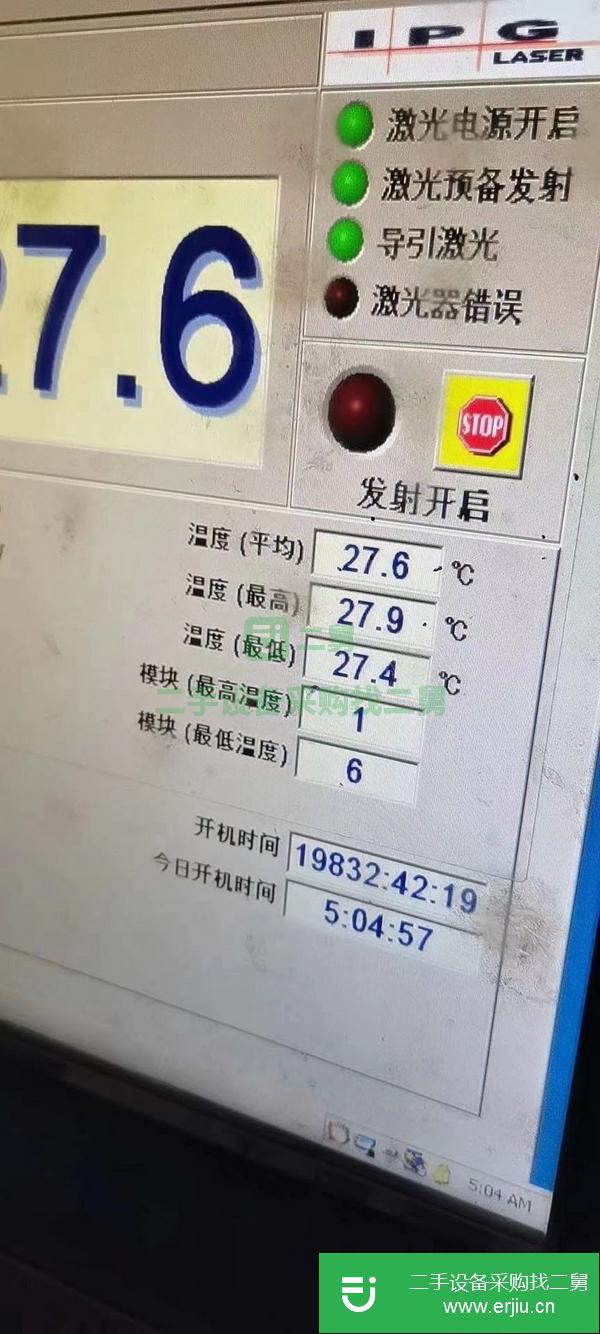 IPG
LASER
激光电源开启
激光预备发射
导引激光
激光器错误
7.6
STOP
发射开启
温度 (平均) 27.6 ℃
温度 (最高) 27.9 ℃
温度 (最低) 27.4 ℃
模块 (最高温度) 1
模块 (最低温度) 6
二舅
二手设备采购找二舅
开机时间 19832:42:19
今日开机时间 5:04:57
5:04 AM
二手设备采购找二舅
www.erjiu.cn